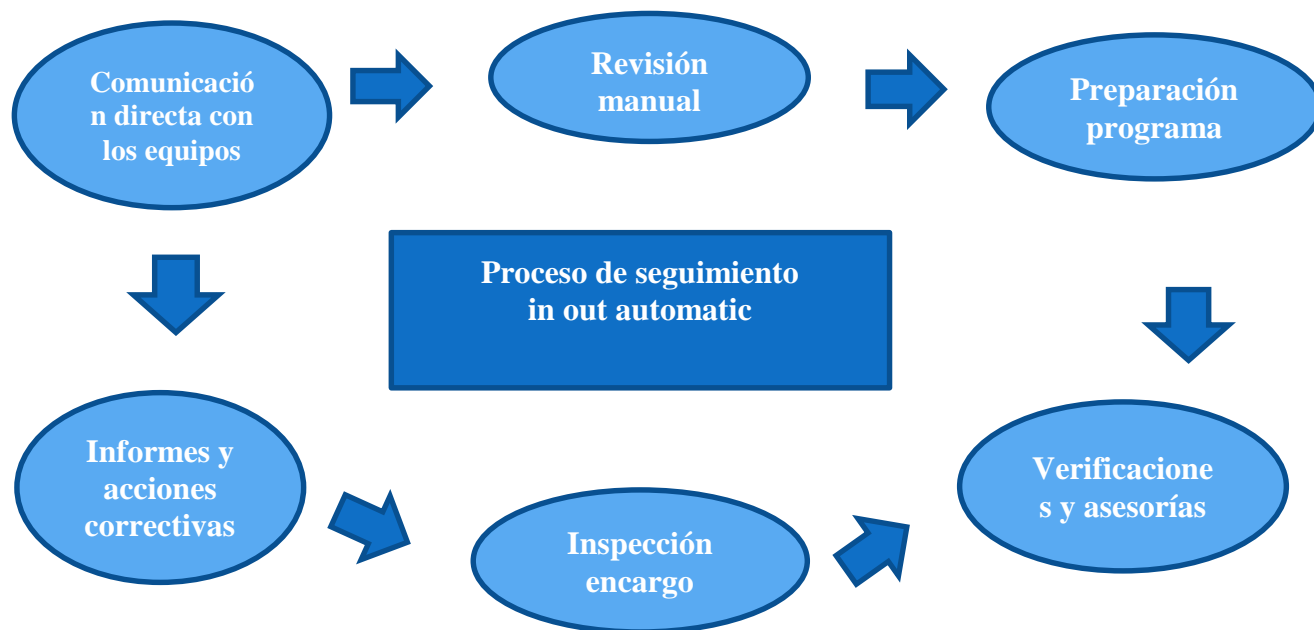 Comunicació
n directa con
los equipos
Revisión
manual
Preparación
programa
Proceso de seguimiento
in out automatic
Informes y
acciones
correctivas
Inspección
encargo
Verificacione
s y asesorías